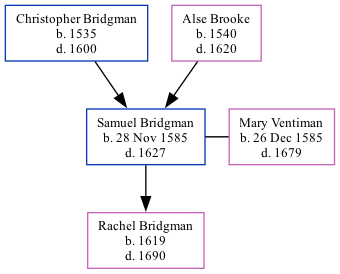 Christopher Bridgman
b. 1535
d. 1600
Alse Brooke
b. 1540
d. 1620
Samuel Bridgman
b. 28 Nov 1585
d. 1627
Mary Ventiman
b. 26 Dec 1585
d. 1679
Rachel Bridgman
b. 1619
d. 1690